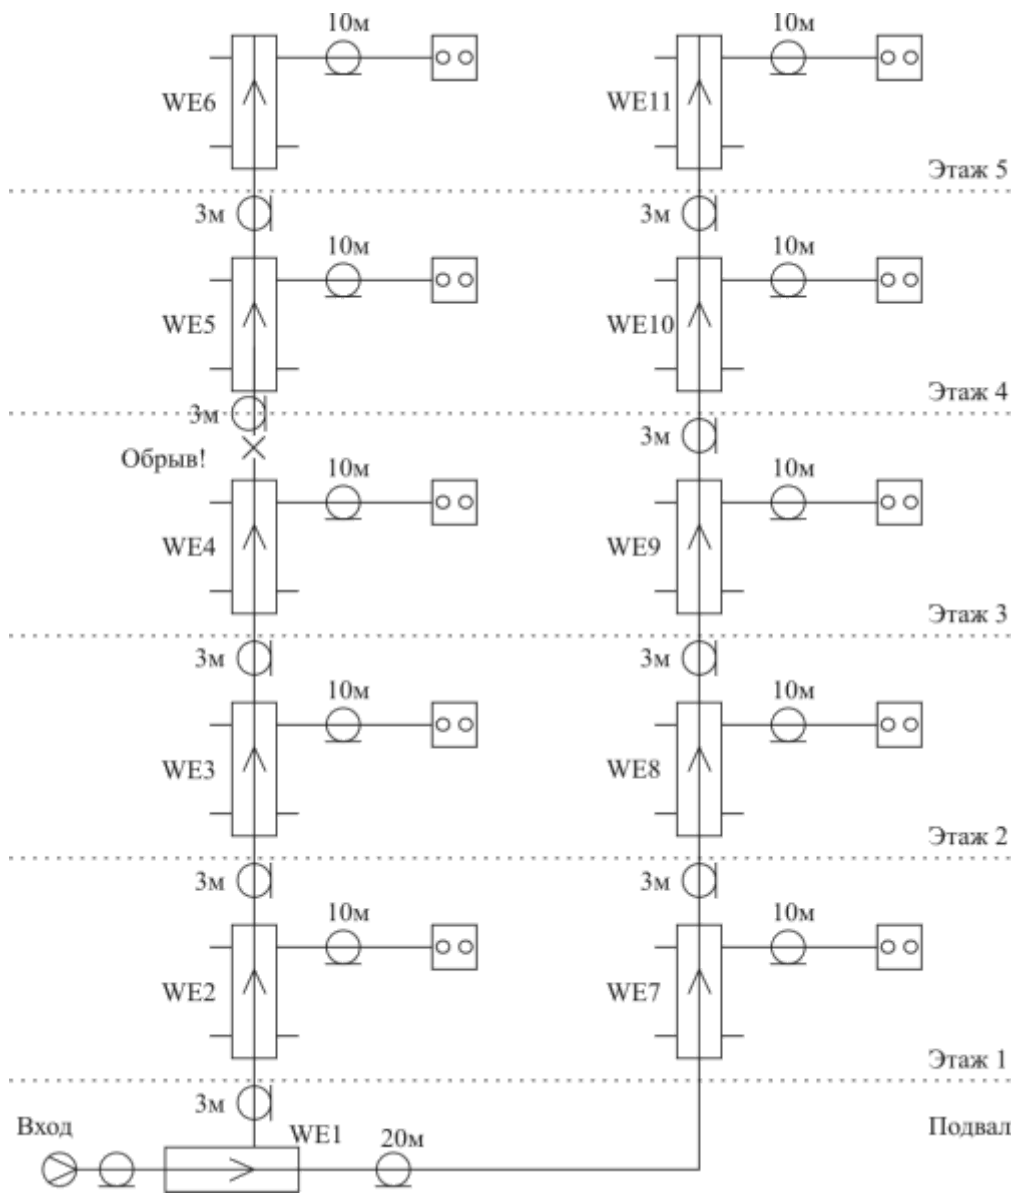 10м 10м
WE6 WE11
Этаж 5
3м 3м
10м 10м
WE5 WE10
Этаж 4
3м 3м
Обрыв! 10м 10м
WE4 WE9
Этаж 3
3м 3м
10м 10м
WE3 WE8
Этаж 2
3м 3м
10м 10м
WE2 WE7
Этаж 1
3м
Вход WE1 20м Подвал